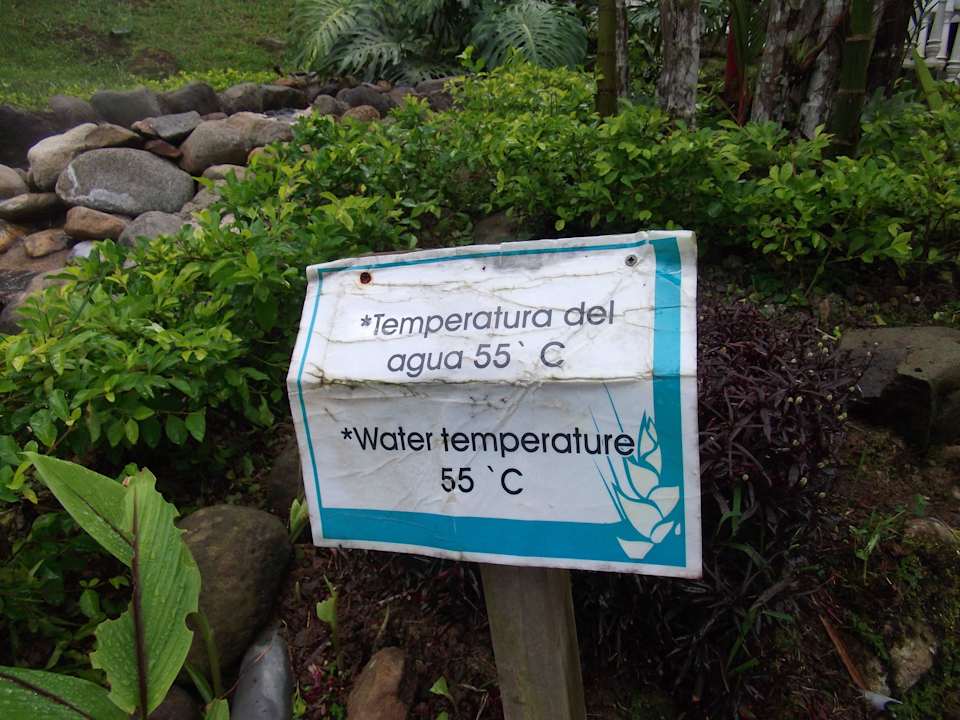 *Temperatura del
agua 55` C
*Water temperature
55 `C